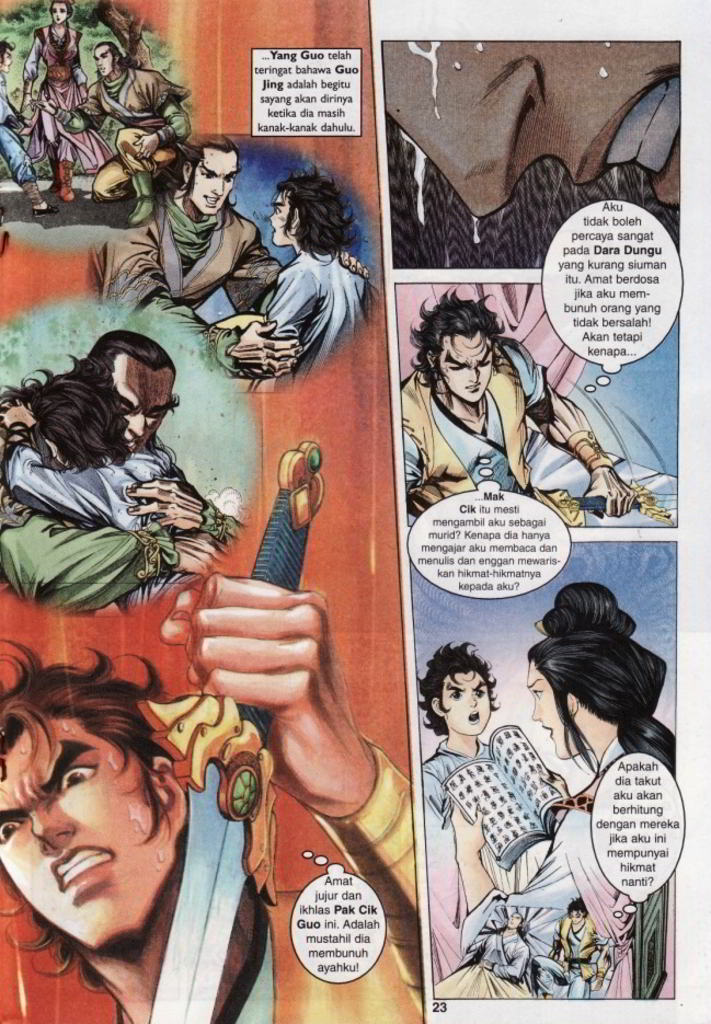 ...Yang Guo telah
teringat bahawa Guo
Jing adalah begitu
sayang akan dirinya
ketika dia masih
kanak-kanak dahulu.
Amat
jujur dan
ikhlas Pak Cik
Guo ini. Adalah
mustahil dia
membunuh
ayahku!
Aku
tidak boleh
percaya sangat
pada Dara Dungu
yang kurang siuman
itu. Amat berdosa
jika aku mem-
bunuh orang yang
tidak bersalah!
Akan tetapi
kenapa...
...Mak
Cik itu mesti
mengambil aku sebagai
murid? Kenapa dia hanya
mengajar aku membaca dan
menulis dan enggan mewaris-
kan hikmat-hikmatnya
kepada aku?
Apakah
dia takut
aku akan
berhitung
dengan mereka
jika aku ini
mempunyai
hikmat
nanti?
23